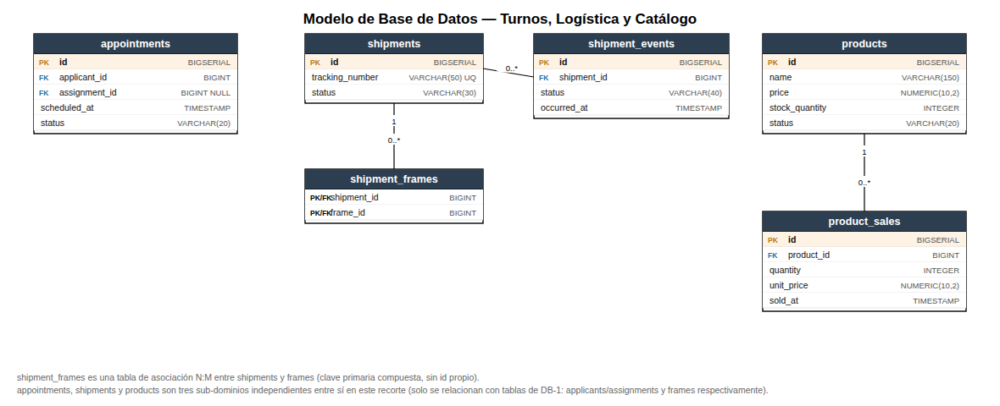 Modelo de Base de Datos — Turnos, Logística y Catálogo
appointments
PK id BIGSERIAL
FK applicant_id BIGINT
FK assignment_id BIGINT NULL
scheduled_at TIMESTAMP
status VARCHAR(20)
shipments
PK id BIGSERIAL
tracking_number VARCHAR(50) UQ
status VARCHAR(30)
0..*
shipment_events
PK id BIGSERIAL
FK shipment_id BIGINT
status VARCHAR(40)
occurred_at TIMESTAMP
products
PK id BIGSERIAL
name VARCHAR(150)
price NUMERIC(10,2)
stock_quantity INTEGER
status VARCHAR(20)
1
0..*
shipment_frames
PK/FK shipment_id BIGINT
PK/FK frame_id BIGINT
1
0..*
product_sales
PK id BIGSERIAL
FK product_id BIGINT
quantity INTEGER
unit_price NUMERIC(10,2)
sold_at TIMESTAMP
shipment_frames es una tabla de asociación N:M entre shipments y frames (clave primaria compuesta, sin id propio).
appointments, shipments y products son tres sub-dominios independientes entre sí en este recorte (solo se relacionan con tablas de DB-1: applicants/assignments y frames respectivamente).